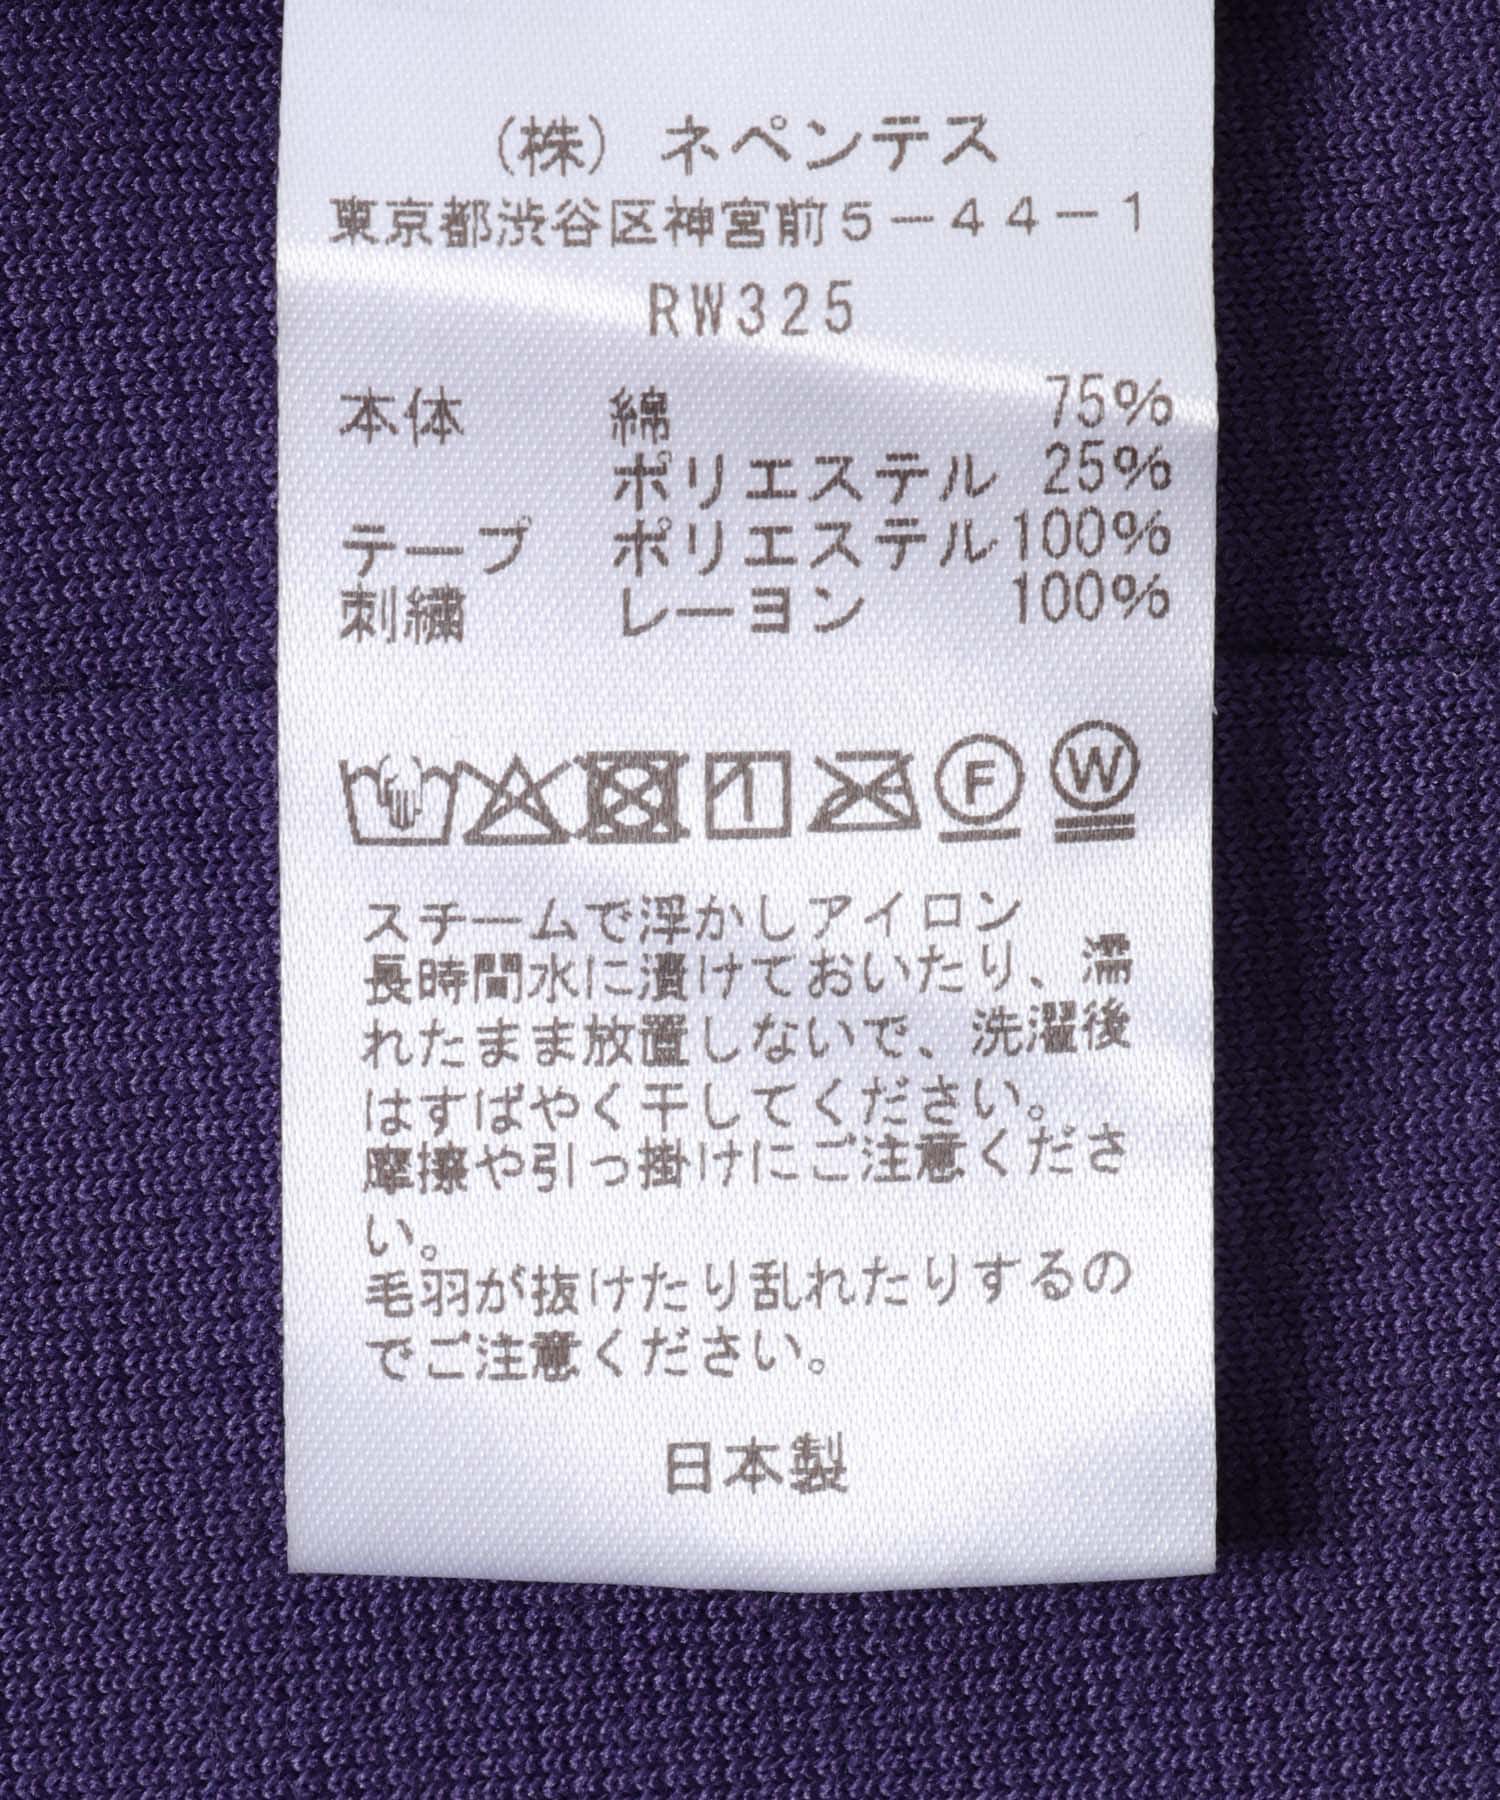 （株）ネペンテス
東京都渋谷区神宮前5－44－1
RW325
本体 綿 75%
ポリエステル 25%
テープ ポリエステル 100%
刺繍 レーヨン 100%
F W
スチームで浮かしアイロン
長時間水に漬けておいたり、濡
れたまま放置しないで、洗濯後
はすばやく干してください。
摩擦や引っ掛けにご注意くださ
い。
毛羽が抜けたり乱れたりするの
でご注意ください。
日本製